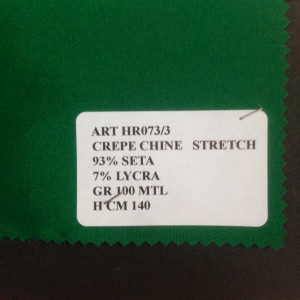 ART HR073/3
CREPE CHINE STRETCH
93% SETA
7% LYCRA
GR 100 MTL
H CM 140